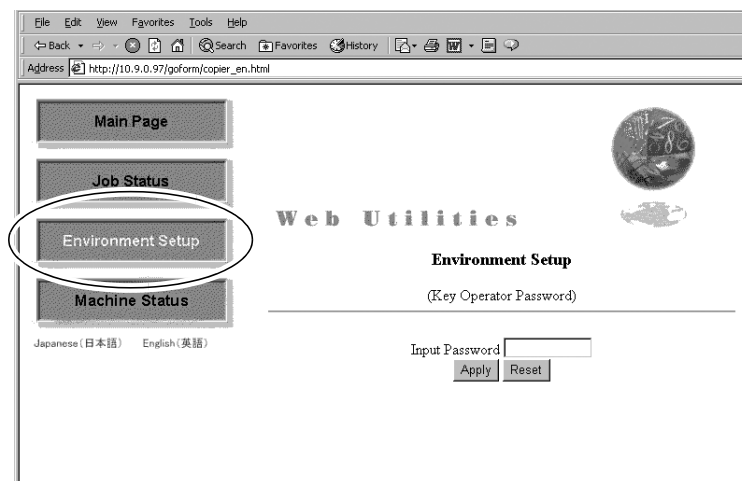 File Edit View Favorites Tools Help
Back Search Favorites History
Address http://10.9.0.97/goform/copier_en.html
Main Page
Job Status
Environment Setup
Machine Status
Japanese(日本語) English(英語)
Web Utilities
Environment Setup
(Key Operator Password)
Input Password
Apply Reset